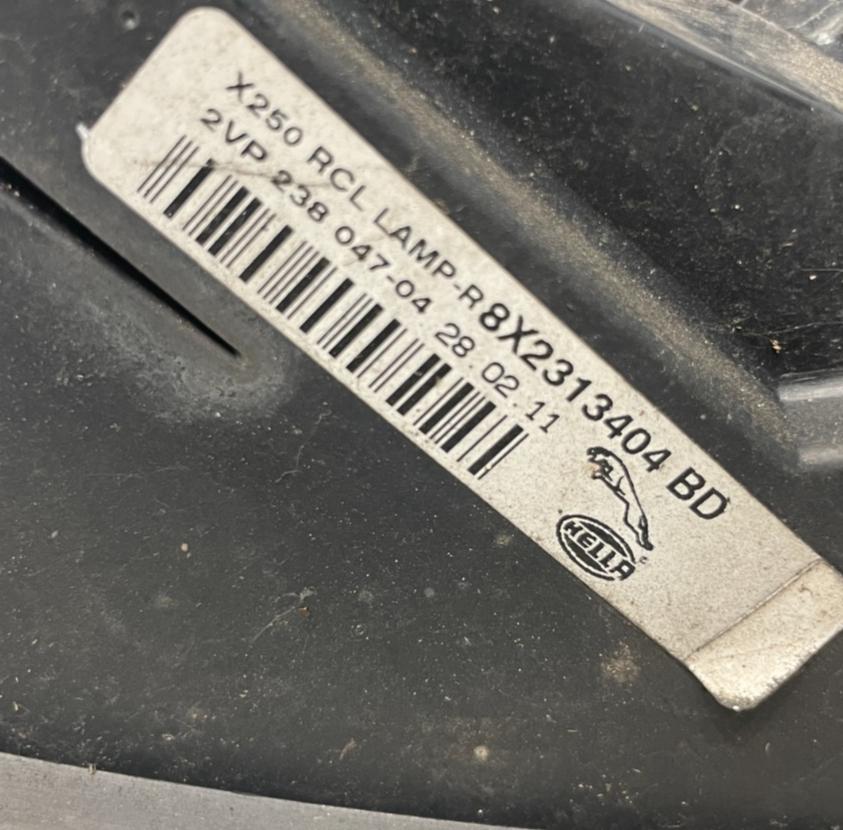 X250 RCL LAMP-R 8X2313404 BD
2VP 238 047-04 28.02.11
HELLA